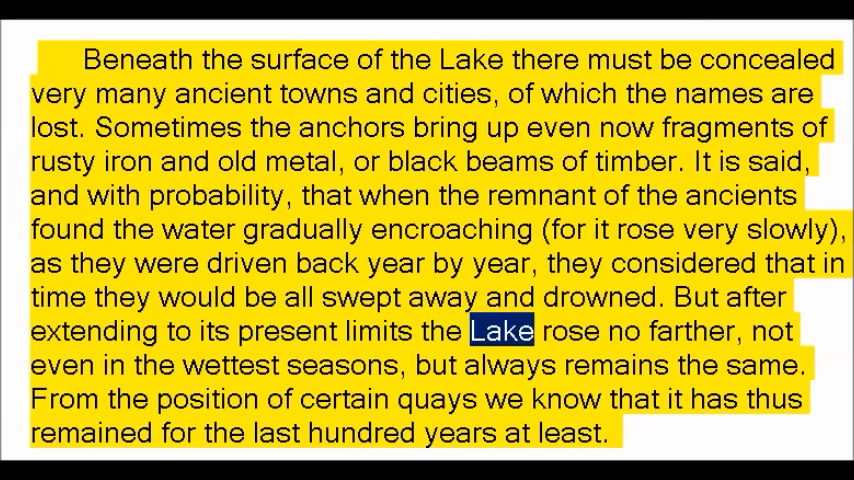 Beneath the surface of the Lake there must be concealed
very many ancient towns and cities, of which the names are
lost. Sometimes the anchors bring up even now fragments of
rusty iron and old metal, or black beams of timber. It is said,
and with probability, that when the remnant of the ancients
found the water gradually encroaching (for it rose very slowly),
as they were driven back year by year, they considered that in
time they would be all swept away and drowned. But after
extending to its present limits the Lake rose no farther, not
even in the wettest seasons, but always remains the same.
From the position of certain quays we know that it has thus
remained for the last hundred years at least.